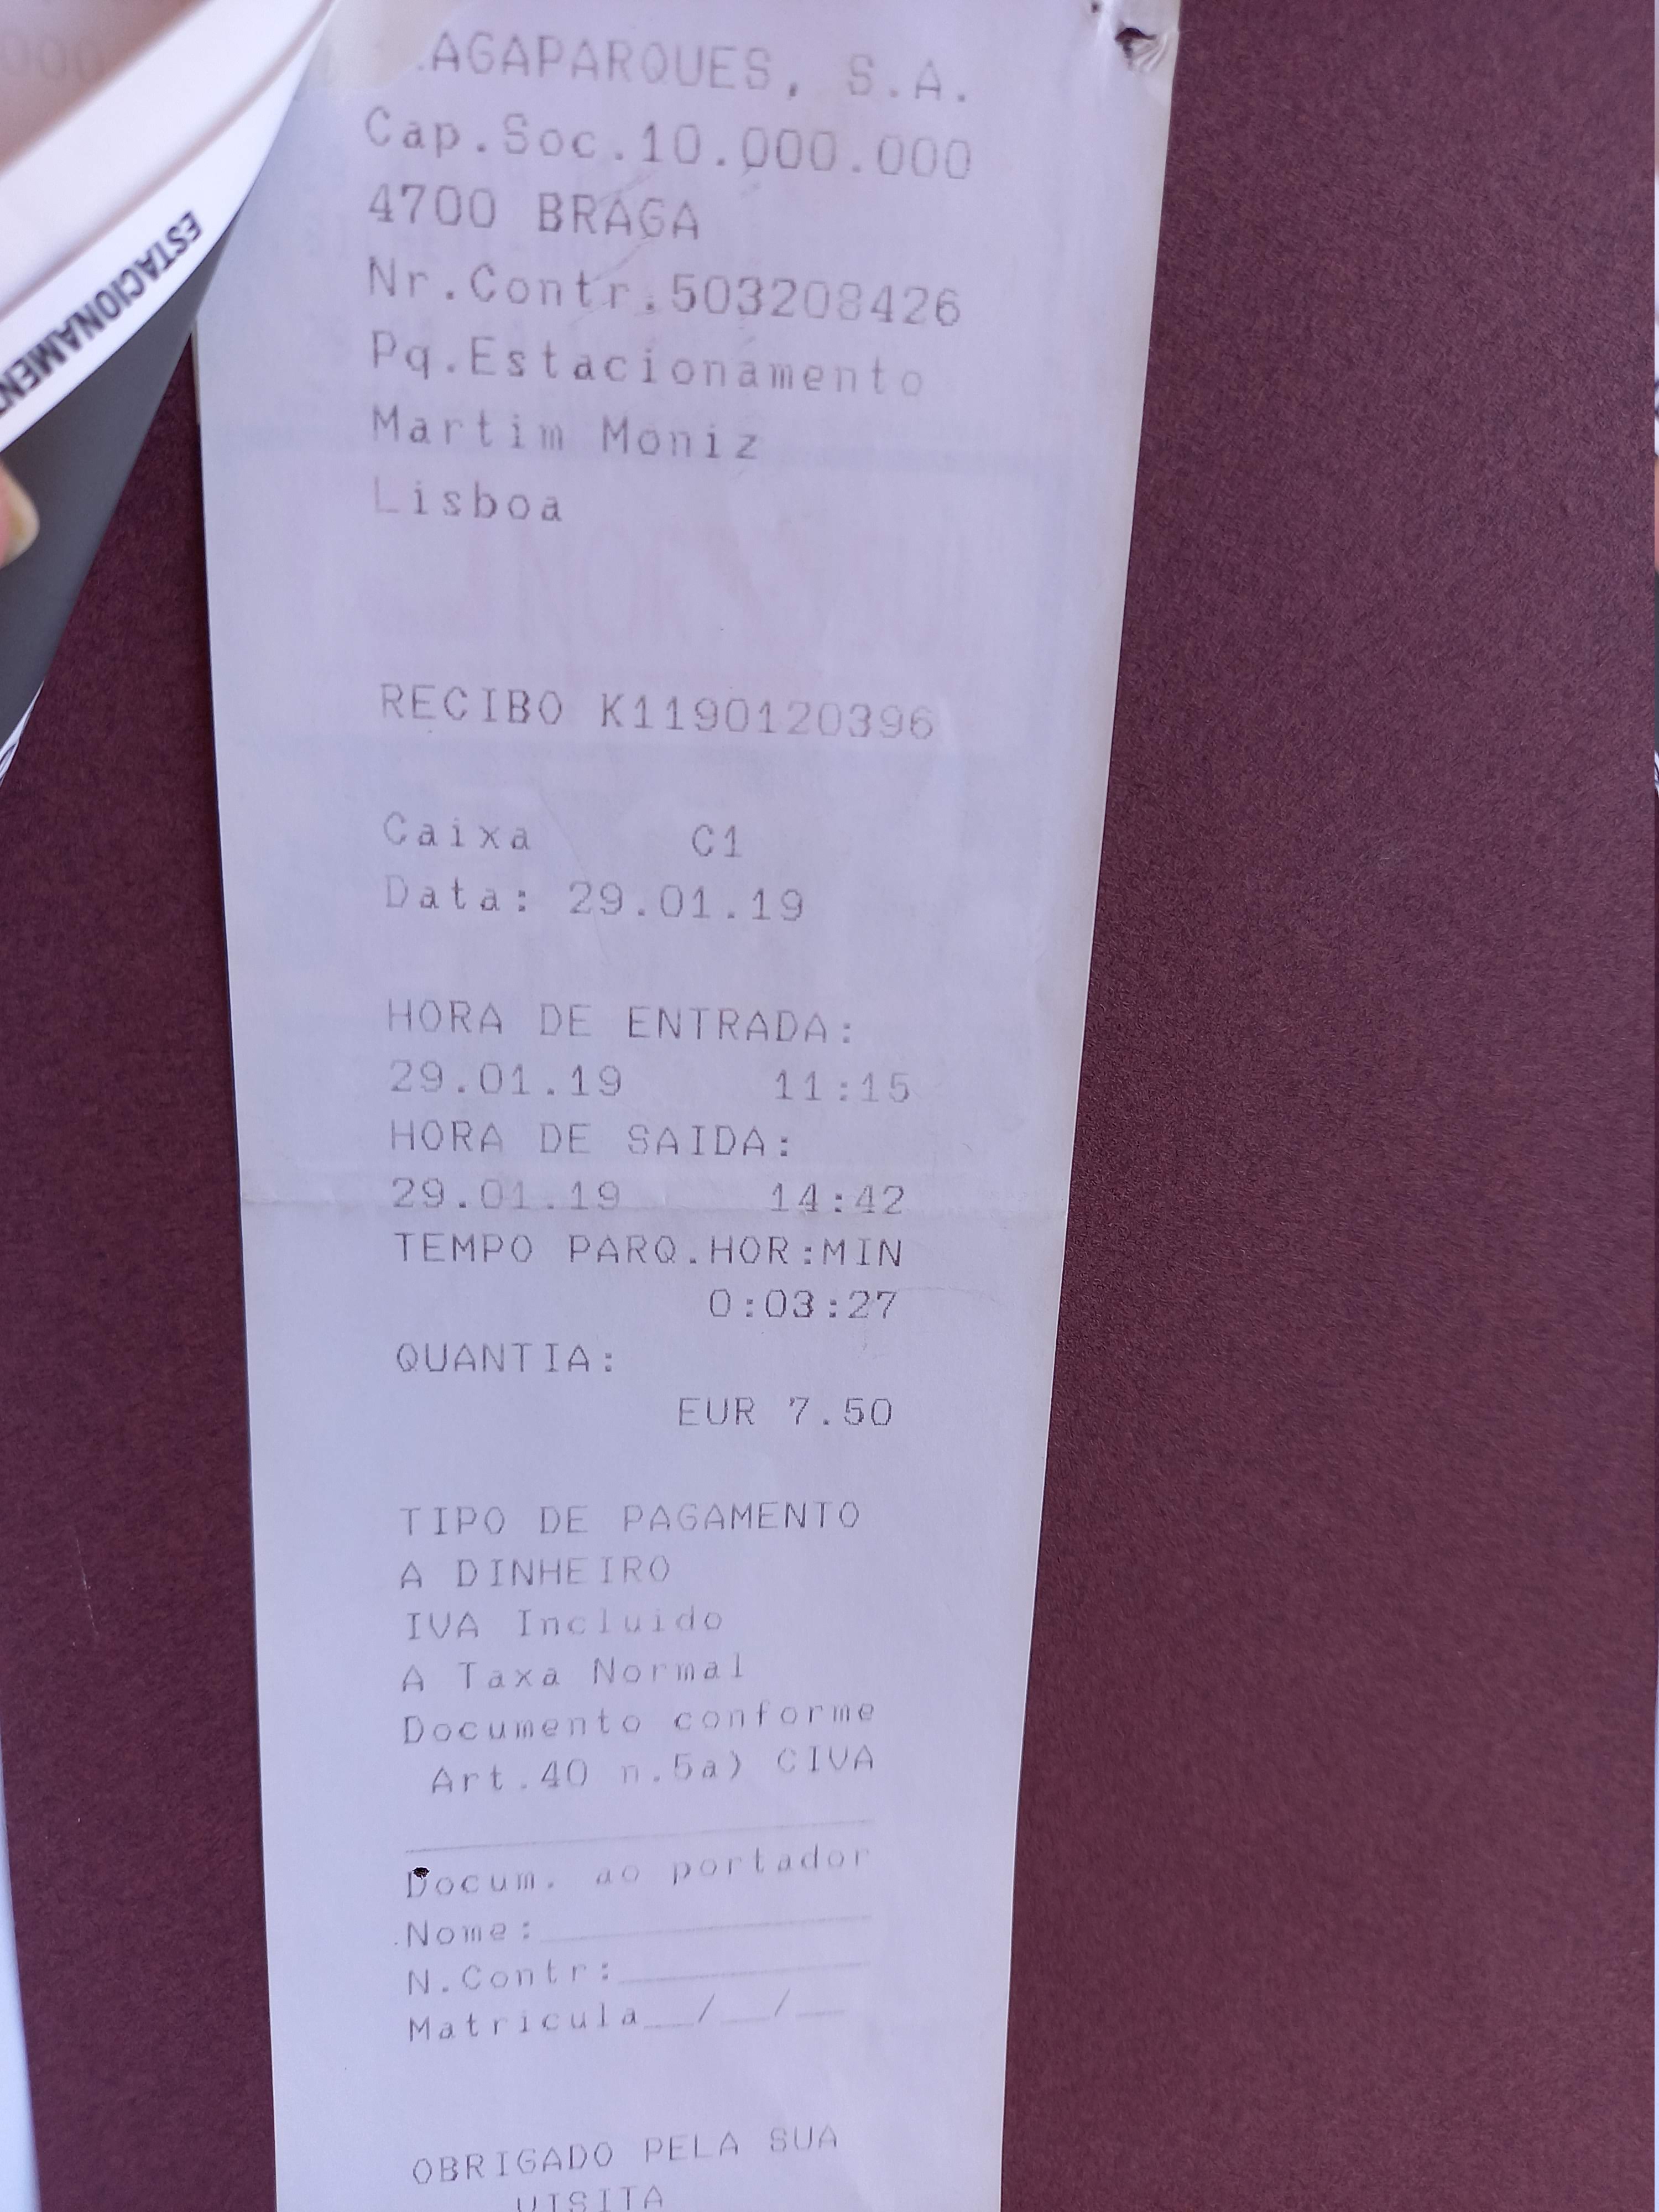 AGAPARQUES, S.A.
Cap.Soc.10.000.000
4700 BRAGA
Nr.Contr.503208426
Pq.Estacionamento
Martim Moniz
Lisboa
RECIBO K1190120396
Caixa C1
Data: 29.01.19
HORA DE ENTRADA:
29.01.19 11:15
HORA DE SAIDA:
29.01.19 14:42
TEMPO PARQ.HOR:MIN
0:03:27
QUANTIA:
EUR 7.50
TIPO DE PAGAMENTO
A DINHEIRO
IVA Incluido
A Taxa Normal
Documento conforme
Art.40 n.5a) CIVA
Docum. ao portador
Nome:
N.Contr:
Matricula__/__/__
OBRIGADO PELA SUA
VISITA
ESTACIONAMEN